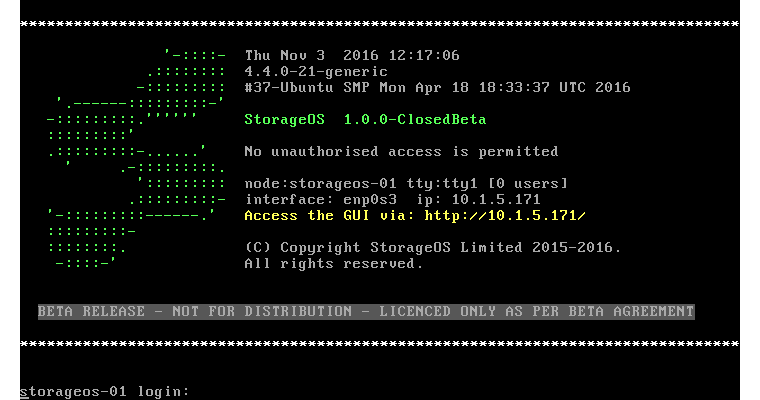 ********************************************************************************
Thu Nov 3  2016 12:17:06
4.4.0-21-generic
#37-Ubuntu SMP Mon Apr 18 18:33:37 UTC 2016
StorageOS  1.0.0-ClosedBeta
No unauthorised access is permitted
node:storageos-01 tty:tty1 [0 users]
interface: enp0s3  ip: 10.1.5.171
Access the GUI via: http://10.1.5.171/
(C) Copyright StorageOS Limited 2015-2016.
All rights reserved.
BETA RELEASE - NOT FOR DISTRIBUTION - LICENCED ONLY AS PER BETA AGREEMENT
********************************************************************************
storageos-01 login: